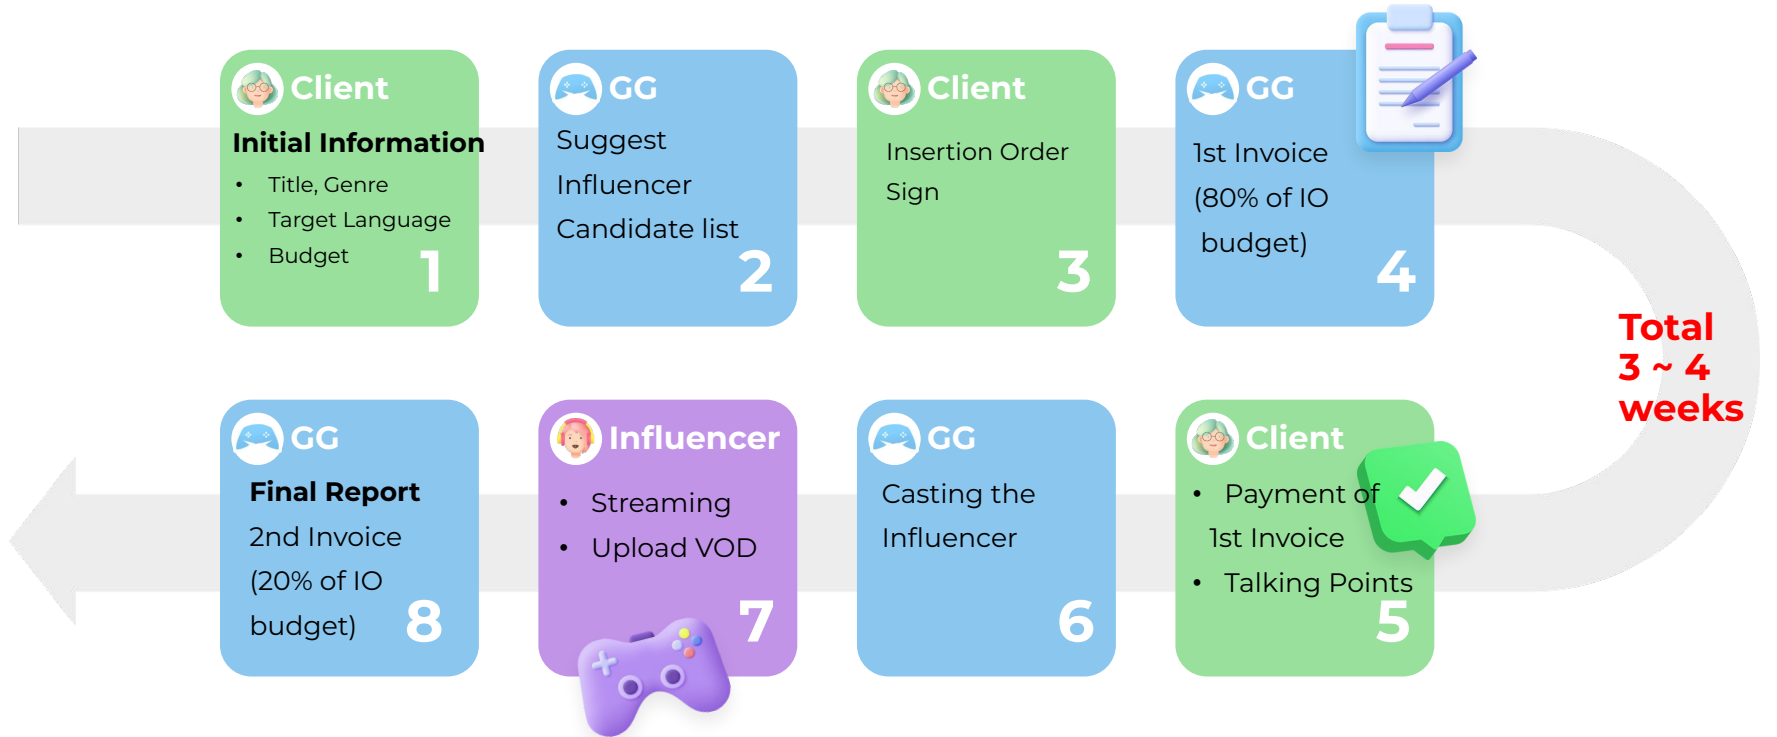 Client
Initial Information
• Title, Genre
• Target Language
• Budget
1
GG
Suggest
Influencer
Candidate list
2
Client
Insertion Order
Sign
3
GG
1st Invoice
(80% of IO
budget)
4
Total
3 ~ 4
weeks
Client
• Payment of
1st Invoice
• Talking Points
5
GG
Casting the
Influencer
6
Influencer
• Streaming
• Upload VOD
7
GG
Final Report
2nd Invoice
(20% of IO
budget)
8